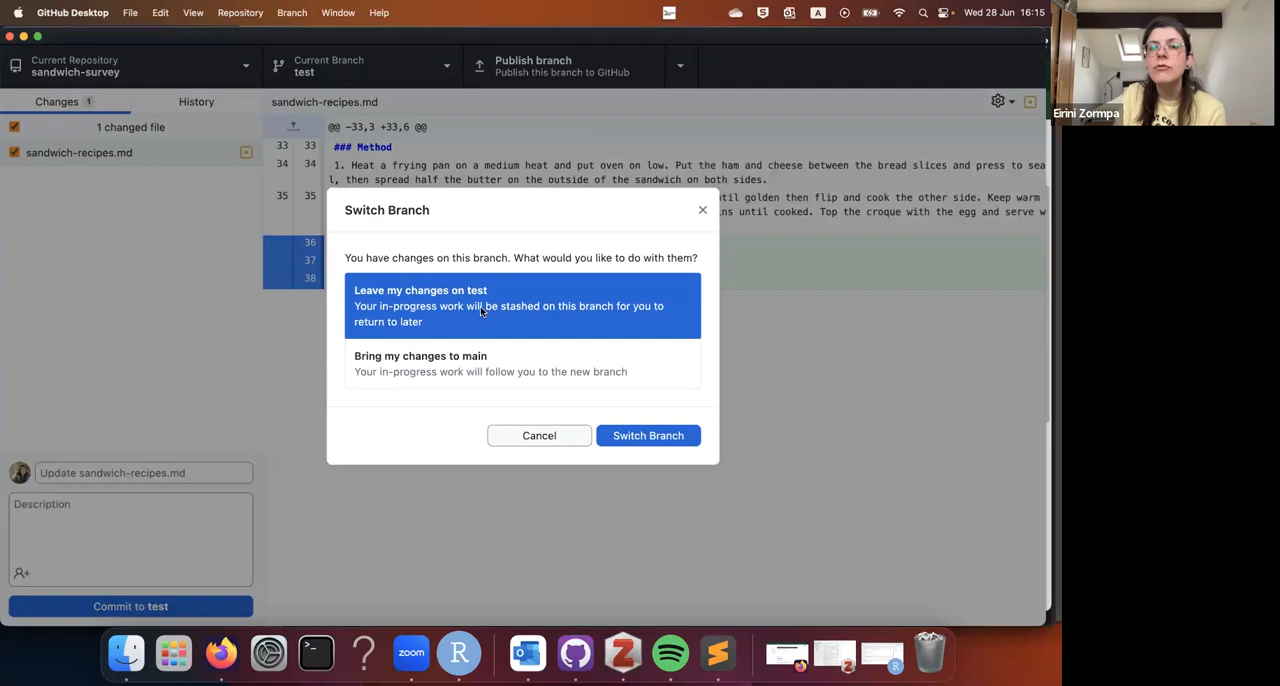 GitHub Desktop File Edit View Repository Branch Window Help
A
Wed 28 Jun 16:15
Current Repository
sandwich-survey
Current Branch
test
Publish branch
Publish this branch to GitHub
Changes 1
History
sandwich-recipes.md
1 changed file
sandwich-recipes.md
@@ -33,3 +33,6 @@
33 33 ### Method
34 34 1. Heat a frying pan on a medium heat and put oven on low. Put the ham and cheese between the bread slices and press to sea
l, then spread half the butter on the outside of the sandwich on both sides.
35 35 til golden then flip and cook the other side. Keep warm
ns until cooked. Top the croque with the egg and serve w
36
37
38
Switch Branch
You have changes on this branch. What would you like to do with them?
Leave my changes on test
Your in-progress work will be stashed on this branch for you to
return to later
Bring my changes to main
Your in-progress work will follow you to the new branch
Cancel
Switch Branch
Update sandwich-recipes.md
Description
Commit to test
zoom
R
Z
Eirini Zormpa